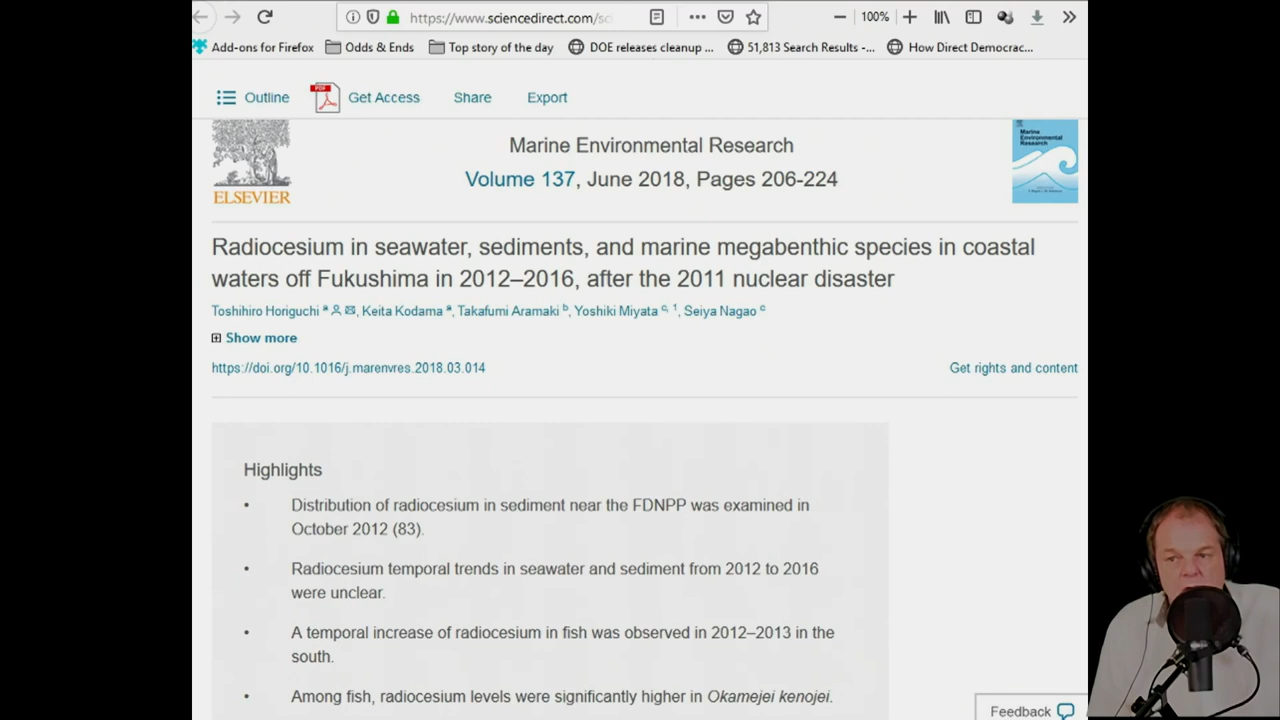 https://www.sciencedirect.com/sc
100%
Add-ons for Firefox
Odds & Ends
Top story of the day
DOE releases cleanup ...
51,813 Search Results -...
How Direct Democrac...
Outline
PDF
Get Access
Share
Export
Marine Environmental Research
Volume 137, June 2018, Pages 206-224
Marine
Environmental
Research
ELSEVIER
Radiocesium in seawater, sediments, and marine megabenthic species in coastal
waters off Fukushima in 2012–2016, after the 2011 nuclear disaster
Toshihiro Horiguchi ª, Keita Kodama ª, Takafumi Aramaki ᵇ, Yoshiki Miyata ᶜ, ¹, Seiya Nagao ᶜ
Show more
https://doi.org/10.1016/j.marenvres.2018.03.014
Get rights and content
Highlights
• Distribution of radiocesium in sediment near the FDNPP was examined in
October 2012 (83).
• Radiocesium temporal trends in seawater and sediment from 2012 to 2016
were unclear.
• A temporal increase of radiocesium in fish was observed in 2012–2013 in the
south.
• Among fish, radiocesium levels were significantly higher in Okamejei kenojei.
Feedback